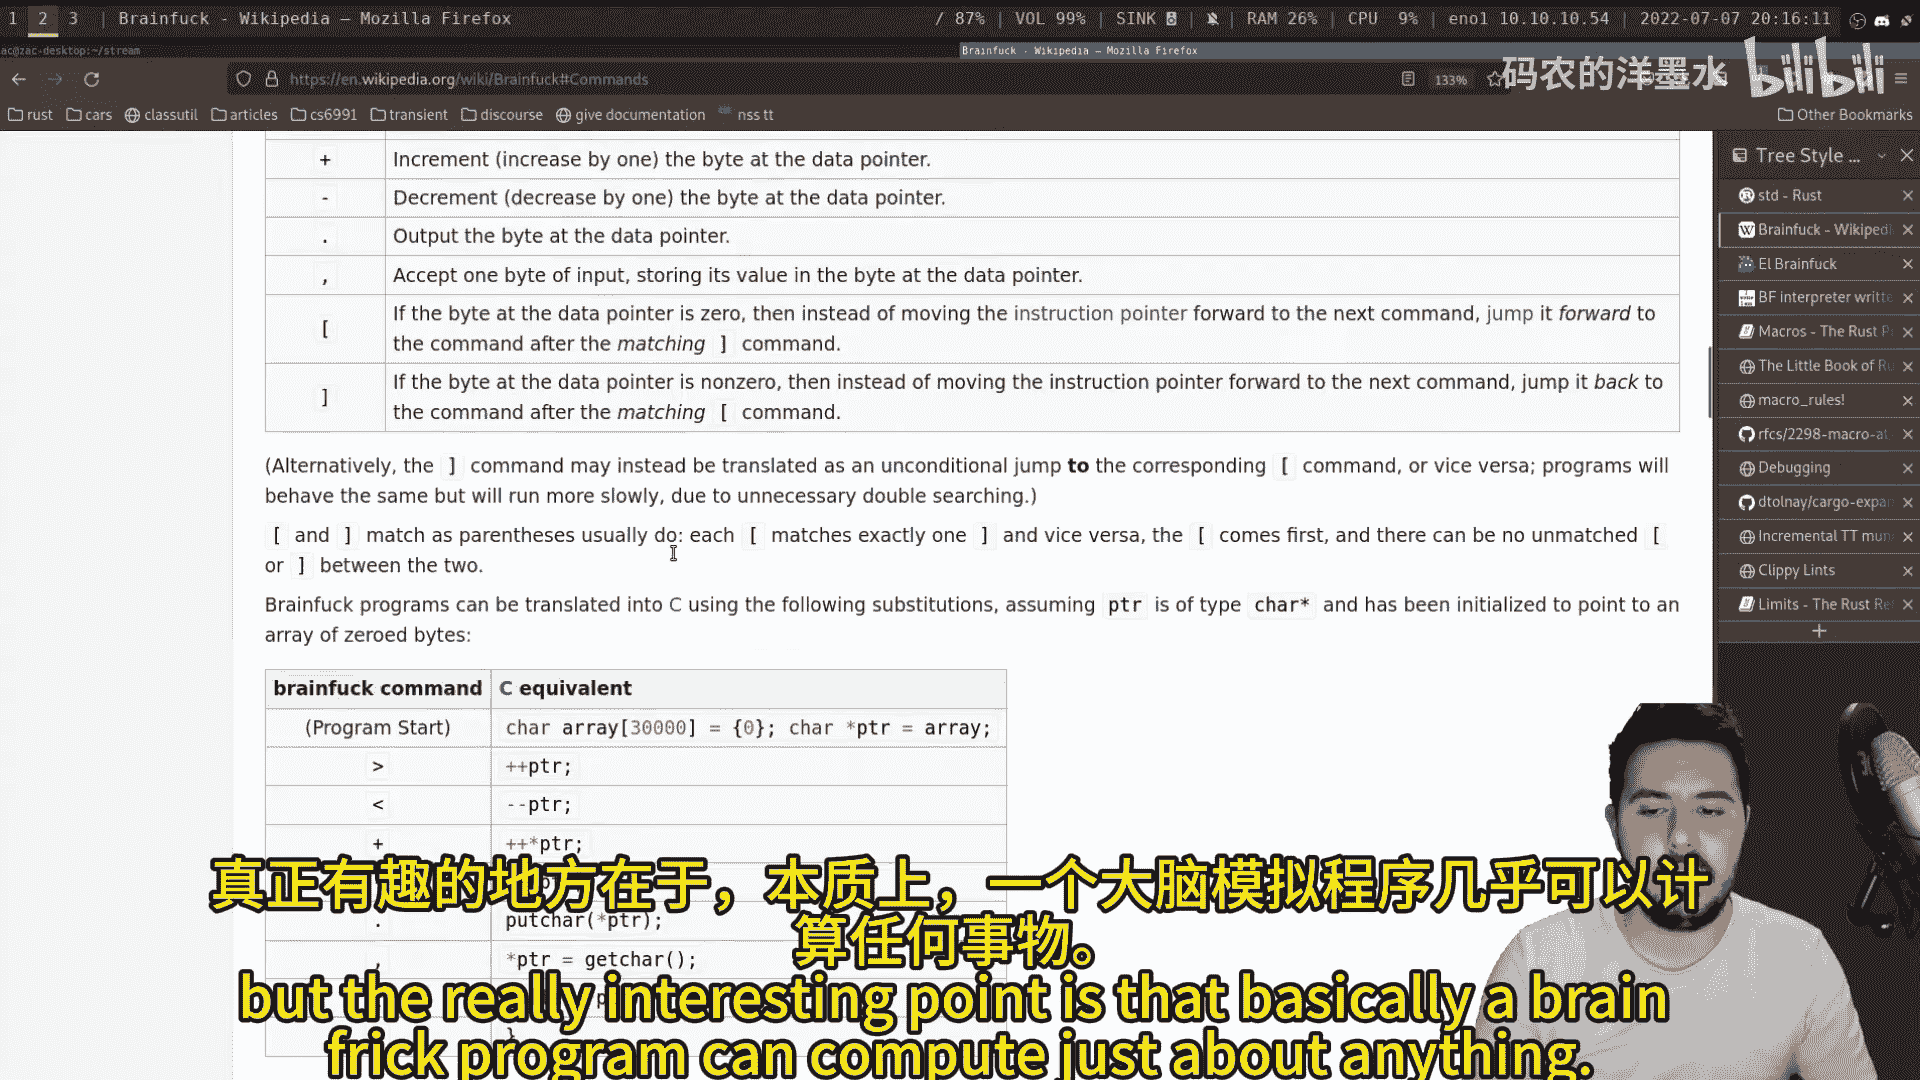 1 2 3 | Brainfuck - Wikipedia — Mozilla Firefox / 87% | VOL 99% | SINK | | RAM 26% | CPU 9% | eno1 10.10.10.54 | 2022-07-07 20:16:11
ac@zac-desktop:~/stream Brainfuck - Wikipedia — Mozilla Firefox
https://en.wikipedia.org/wiki/Brainfuck#Commands 133%
码农的洋墨水 bilibili
rust cars classutil articles cs6991 transient discourse give documentation nss tt Other Bookmarks
+ Increment (increase by one) the byte at the data pointer.
- Decrement (decrease by one) the byte at the data pointer.
. Output the byte at the data pointer.
, Accept one byte of input, storing its value in the byte at the data pointer.
[ If the byte at the data pointer is zero, then instead of moving the instruction pointer forward to the next command, jump it forward to
the command after the matching ] command.
] If the byte at the data pointer is nonzero, then instead of moving the instruction pointer forward to the next command, jump it back to
the command after the matching [ command.
(Alternatively, the ] command may instead be translated as an unconditional jump to the corresponding [ command, or vice versa; programs will
behave the same but will run more slowly, due to unnecessary double searching.)
[ and ] match as parentheses usually do: each [ matches exactly one ] and vice versa, the [ comes first, and there can be no unmatched [
or ] between the two.
Brainfuck programs can be translated into C using the following substitutions, assuming ptr is of type char* and has been initialized to point to an
array of zeroed bytes:
brainfuck command C equivalent
(Program Start) char array[30000] = {0}; char *ptr = array;
> ++ptr;
< --ptr;
+ ++*ptr;
. putchar(*ptr);
, *ptr = getchar();
}
Tree Style ...
std - Rust
Brainfuck - Wikipedi
El Brainfuck
BF interpreter writte
Macros - The Rust P
The Little Book of Ru
macro_rules!
rfcs/2298-macro-at
Debugging
dtolnay/cargo-expan
Incremental TT mun
Clippy Lints
Limits - The Rust Re
真正有趣的地方在于，本质上，一个大脑模拟程序几乎可以计
算任何事物。
but the really interesting point is that basically a brain
frick program can compute just about anything.